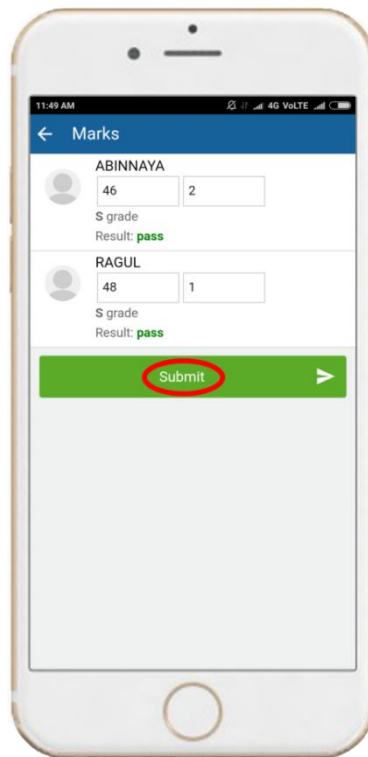 11:49 AM 4G VoLTE
Marks
ABINNAYA
46 2
S grade
Result: pass
RAGUL
48 1
S grade
Result: pass
Submit